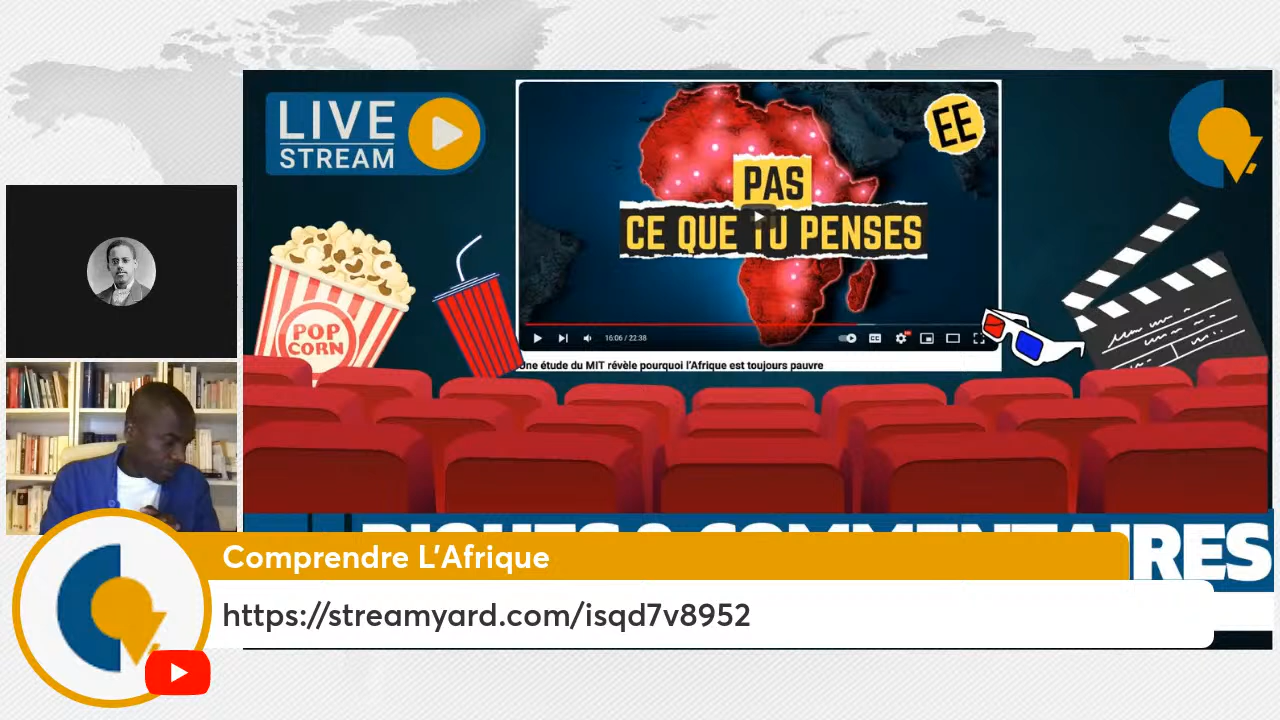 LIVE
STREAM
EE
PAS
CE QUE TU PENSES
16:06 / 22:38
CC
Une étude du MIT révèle pourquoi l'Afrique est toujours pauvre
POP
CORN
Comprendre L'Afrique
https://streamyard.com/isqd7v8952